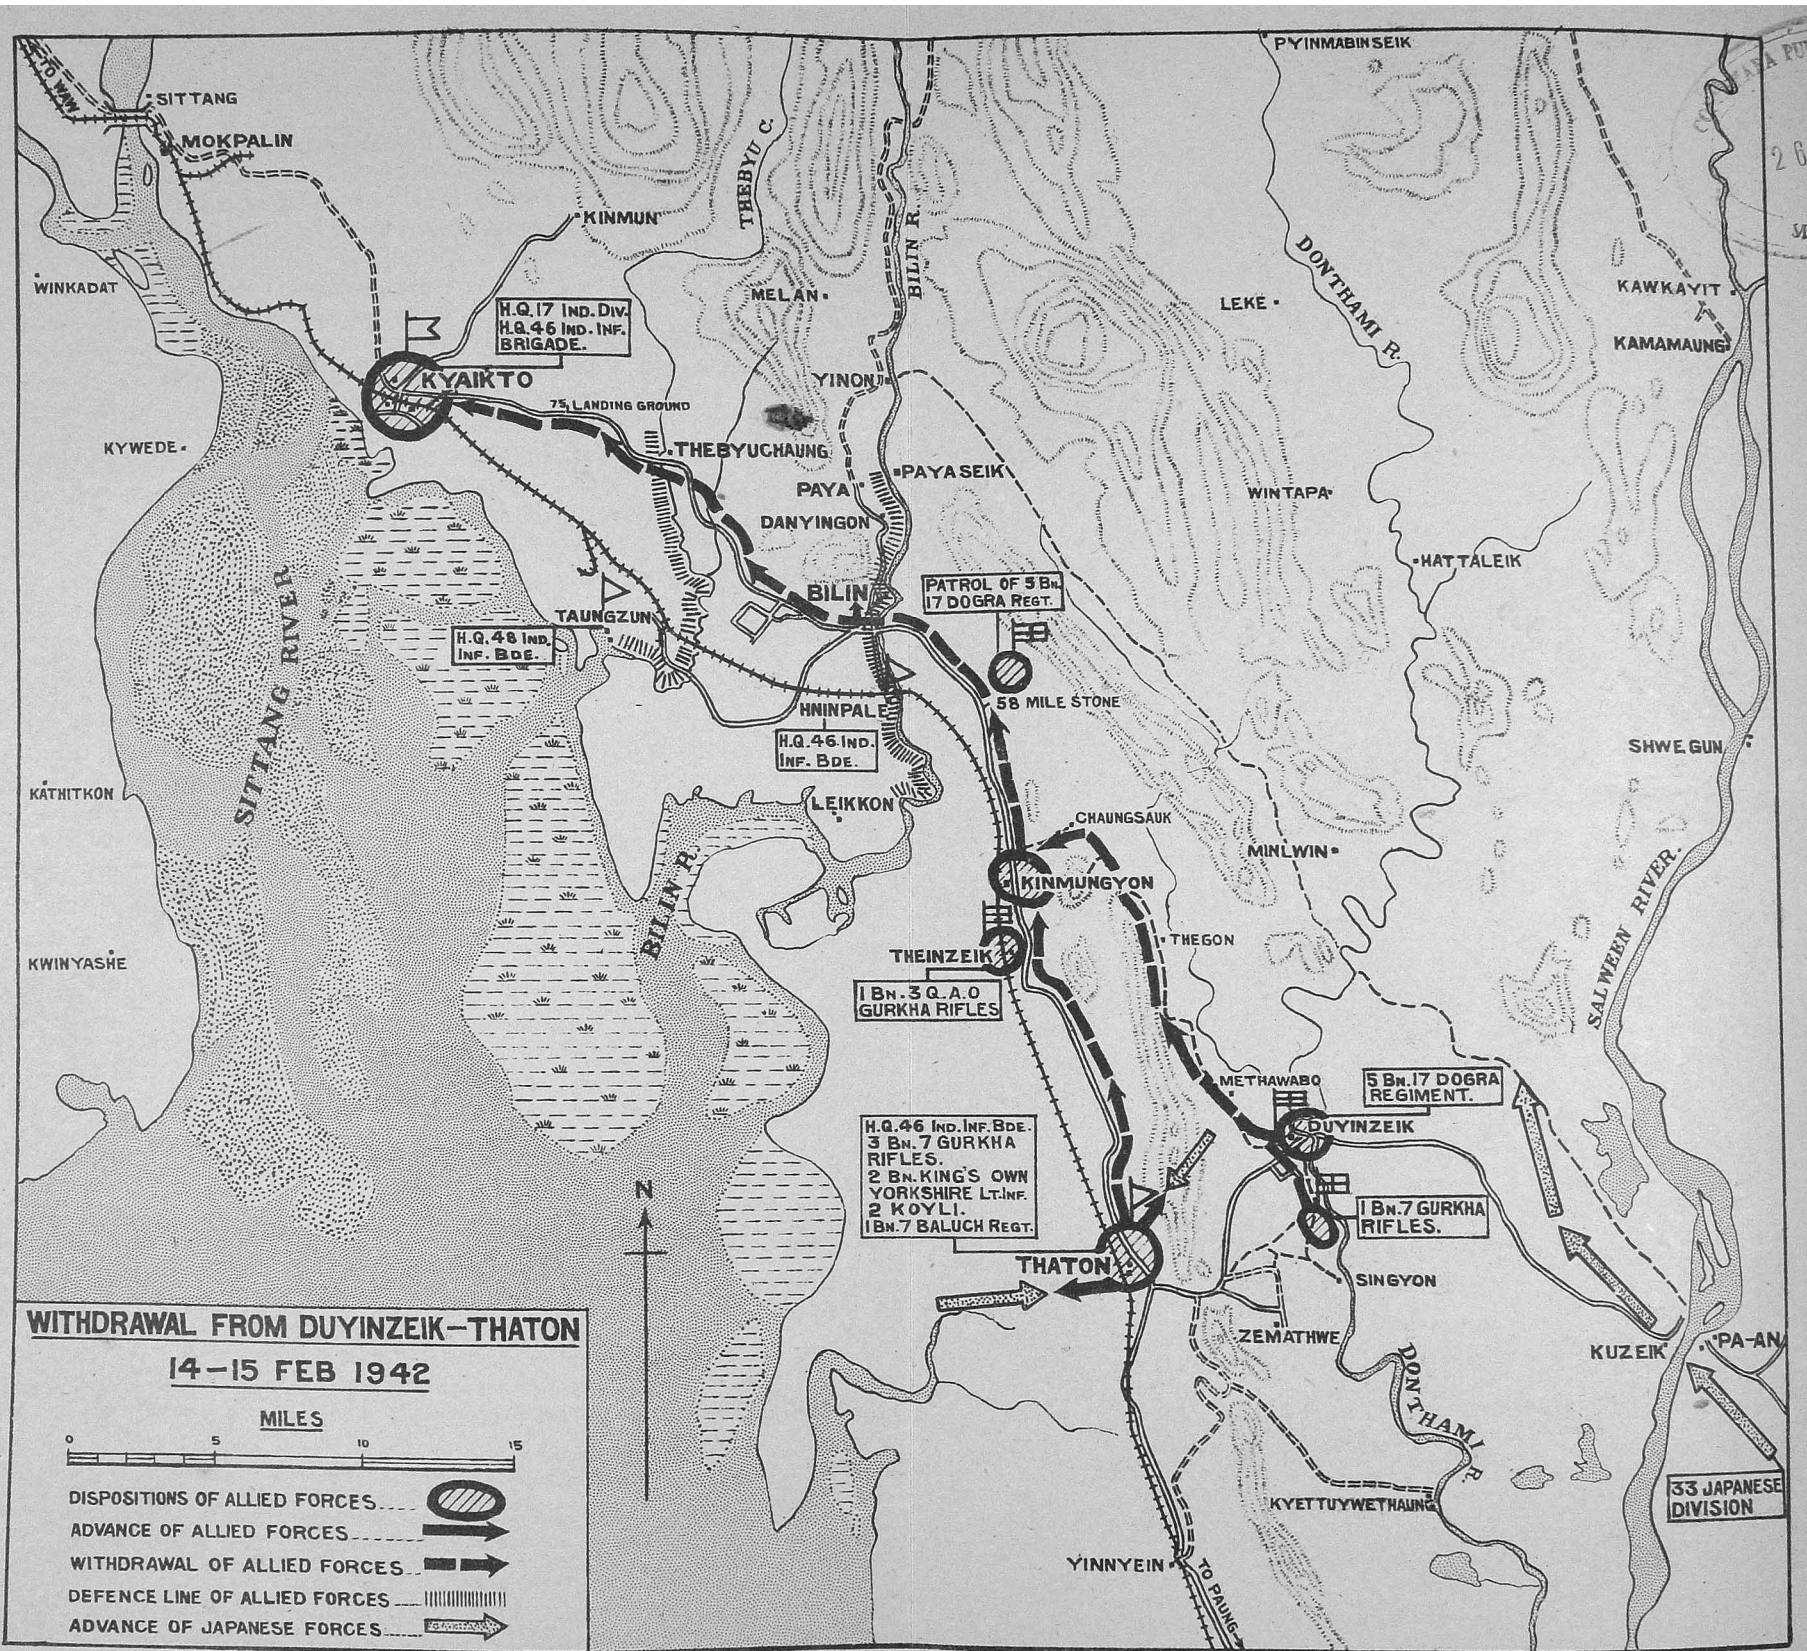 PYINMABINSEIK
TO WAW
SITTANG
MOKPALIN
26
THEBYU C.
KINMUN
BILIN R.
DONTHAMI R.
WINKADAT
MELAN
LEKE
KAWKAYIT
KAMAMAUNG
H.Q. 17 IND. DIV.
H.Q. 46 IND. INF.
BRIGADE.
KYAIKTO
YINON
75, LANDING GROUND
KYWEDE
THEBYUCHAUNG
PAYASEIK
PAYA
WINTAPA
DANYINGON
HATTALEIK
BILIN
PATROL OF 5 BN.
17 DOGRA REGT.
TAUNGZUN
H.Q. 48 IND.
INF. BDE.
SITTANG RIVER
HNINPALE
58 MILE STONE
H.Q. 46 IND.
INF. BDE.
SHWEGUN
KATHITKON
LEIKKON
CHAUNGSAUK
MINLWIN
BILIN R.
KINMUNGYON
SALWEEN RIVER.
THEGON
THEINZEIK
KWINYASHE
1 BN. 3 Q.A.O
GURKHA RIFLES
METHAWABO
5 BN. 17 DOGRA
REGIMENT.
DUYINZEIK
H.Q. 46 IND. INF. BDE.
3 BN. 7 GURKHA
RIFLES.
2 BN. KING'S OWN
YORKSHIRE LT. INF.
2 KOYLI.
1 BN. 7 BALUCH REGT.
N
1 BN. 7 GURKHA
RIFLES.
THATON
SINGYON
ZEMATHWE
KUZEIK
PA-AN
DONTHAMI R.
33 JAPANESE
DIVISION
KYETTUYWETHAUNG
YINNYEIN
TO PAUNG
WITHDRAWAL FROM DUYINZEIK–THATON
14–15 FEB 1942
MILES
0 5 10 15
DISPOSITIONS OF ALLIED FORCES....
ADVANCE OF ALLIED FORCES
WITHDRAWAL OF ALLIED FORCES..
DEFENCE LINE OF ALLIED FORCES
ADVANCE OF JAPANESE FORCES